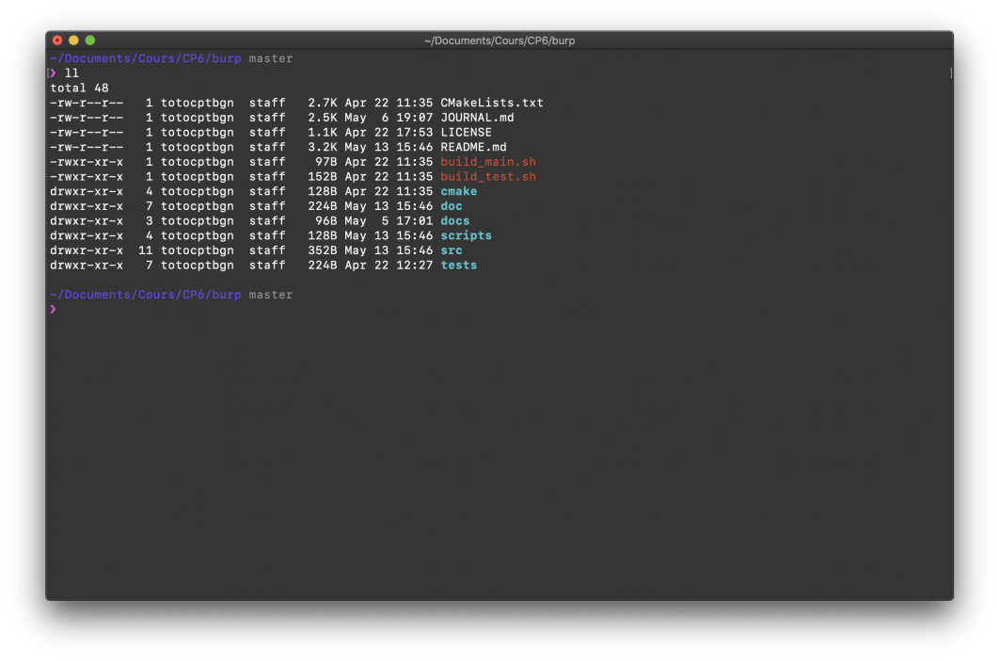 ~/Documents/Cours/CP6/burp
~/Documents/Cours/CP6/burp master
[❯ ll ]
total 48
-rw-r--r--   1 totocptbgn  staff   2.7K Apr 22 11:35 CMakeLists.txt
-rw-r--r--   1 totocptbgn  staff   2.5K May  6 19:07 JOURNAL.md
-rw-r--r--   1 totocptbgn  staff   1.1K Apr 22 17:53 LICENSE
-rw-r--r--   1 totocptbgn  staff   3.2K May 13 15:46 README.md
-rwxr-xr-x   1 totocptbgn  staff    97B Apr 22 11:35 build_main.sh
-rwxr-xr-x   1 totocptbgn  staff   152B Apr 22 11:35 build_test.sh
drwxr-xr-x   4 totocptbgn  staff   128B Apr 22 11:35 cmake
drwxr-xr-x   7 totocptbgn  staff   224B May 13 15:46 doc
drwxr-xr-x   3 totocptbgn  staff    96B May  5 17:01 docs
drwxr-xr-x   4 totocptbgn  staff   128B May 13 15:46 scripts
drwxr-xr-x  11 totocptbgn  staff   352B May 13 15:46 src
drwxr-xr-x   7 totocptbgn  staff   224B Apr 22 12:27 tests
~/Documents/Cours/CP6/burp master
❯